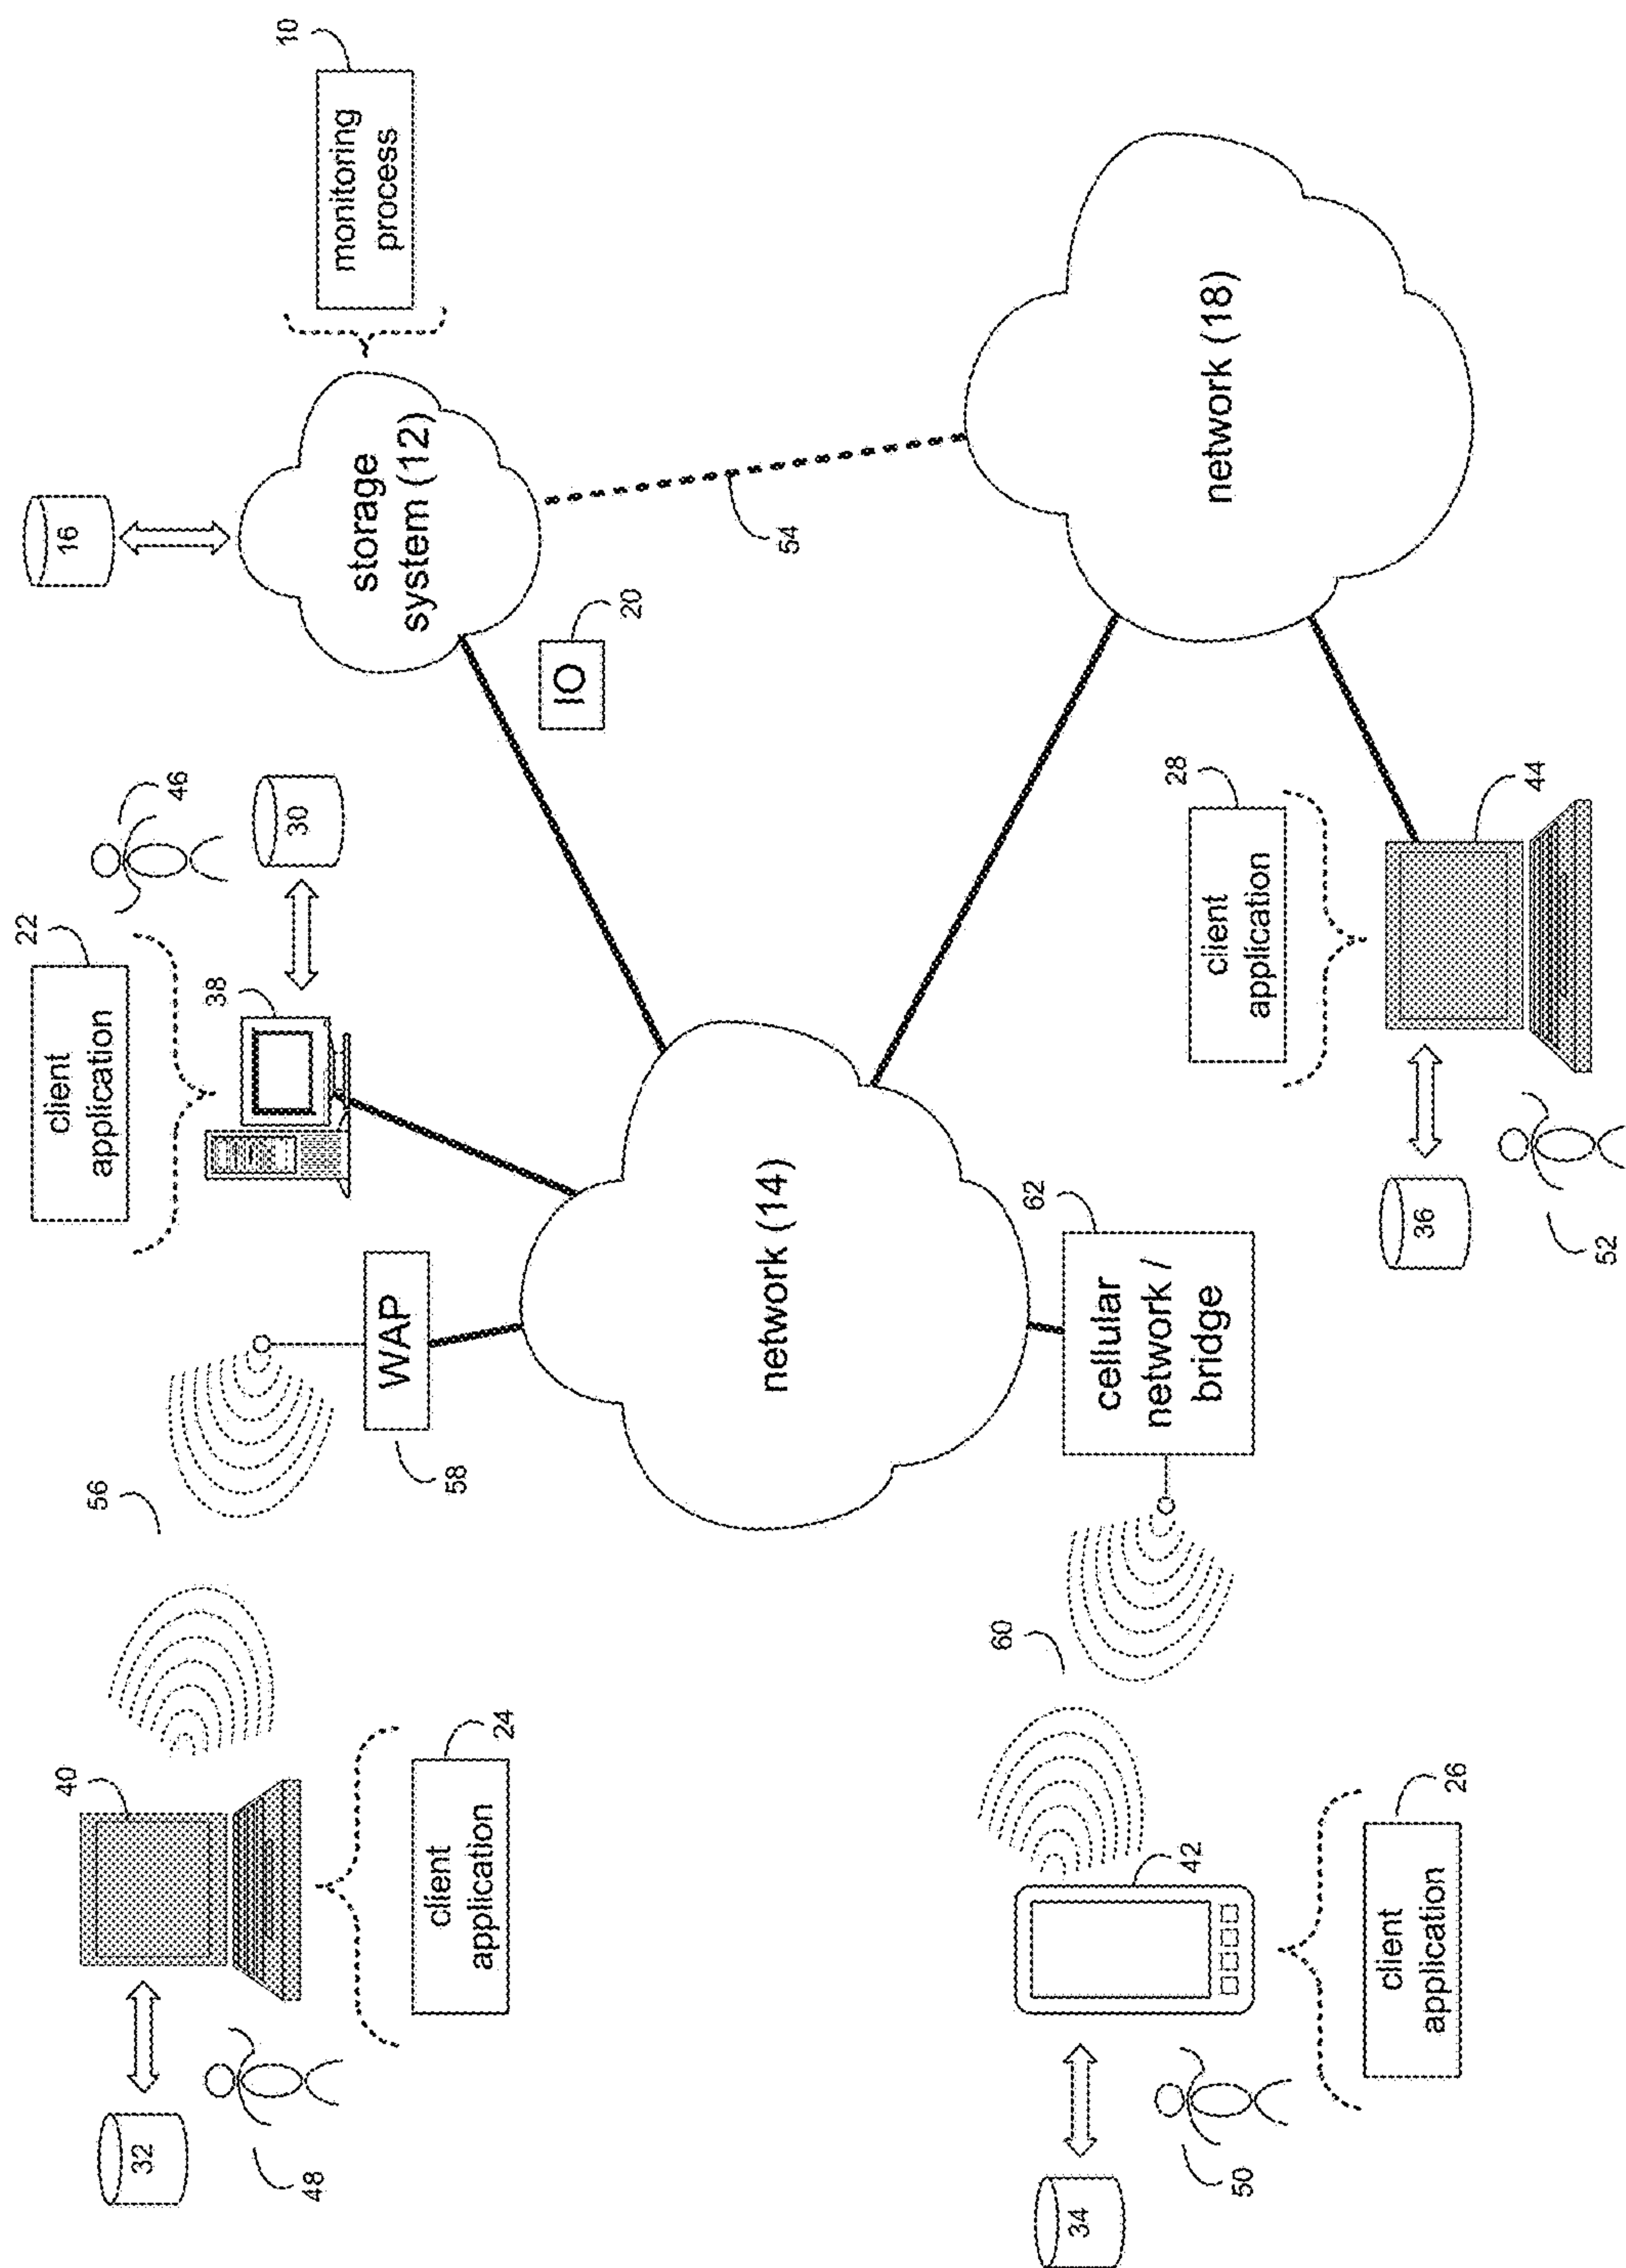 32
48
40
client
application
24
56
WAP
58
client
application
22
38
46
30
16
storage
system (12)
monitoring
process
10
IO
20
54
network (14)
network (18)
34
50
42
client
application
26
60
cellular
network /
bridge
62
36
52
client
application
28
44